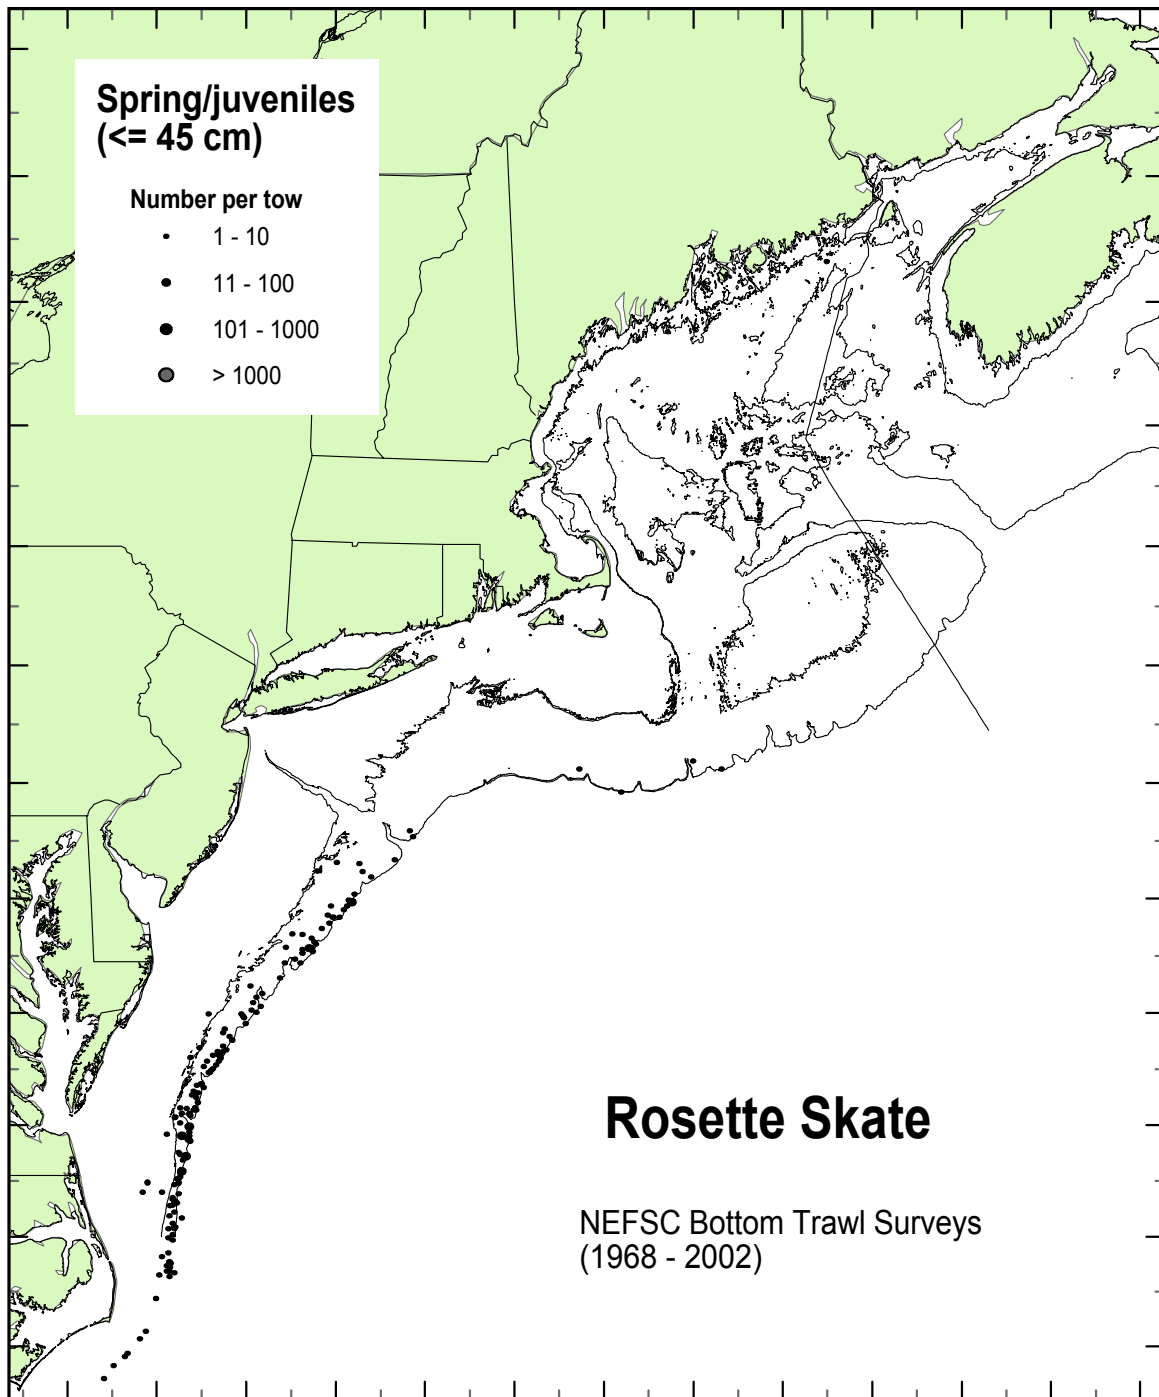 Spring/juveniles
(<= 45 cm)
Number per tow
1 - 10
11 - 100
101 - 1000
> 1000
Rosette Skate
NEFSC Bottom Trawl Surveys
(1968 - 2002)